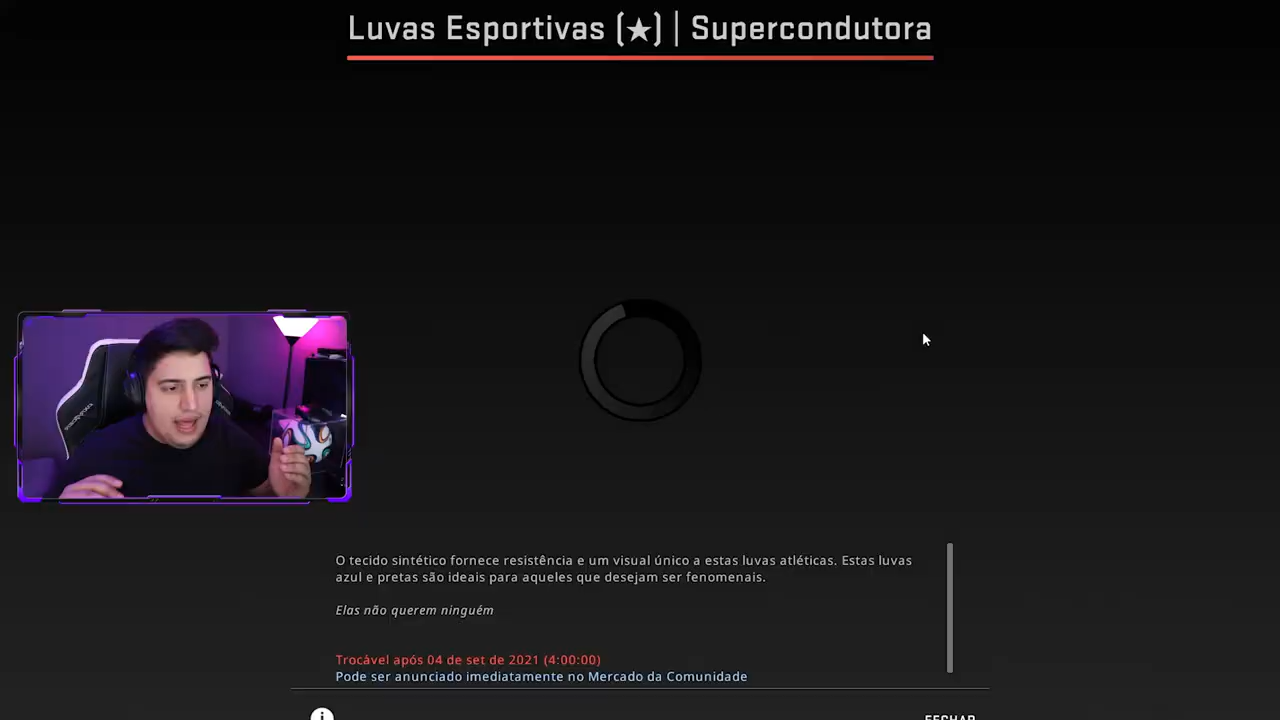 Luvas Esportivas (★) | Supercondutora
O tecido sintético fornece resistência e um visual único a estas luvas atléticas. Estas luvas
azul e pretas são ideais para aqueles que desejam ser fenomenais.
Elas não querem ninguém
Trocável após 04 de set de 2021 (4:00:00)
Pode ser anunciado imediatamente no Mercado da Comunidade
FECHAR